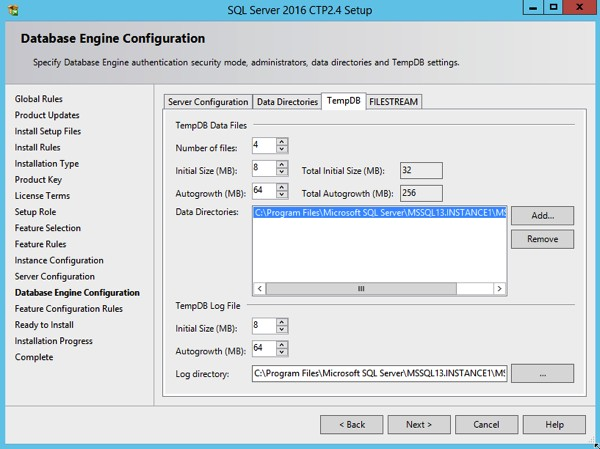 SQL Server 2016 CTP2.4 Setup
Database Engine Configuration
Specify Database Engine authentication security mode, administrators, data directories and TempDB settings.
Global Rules
Product Updates
Install Setup Files
Install Rules
Installation Type
Product Key
License Terms
Setup Role
Feature Selection
Feature Rules
Instance Configuration
Server Configuration
Database Engine Configuration
Feature Configuration Rules
Ready to Install
Installation Progress
Complete
Server Configuration Data Directories TempDB FILESTREAM
TempDB Data Files
Number of files: 4
Initial Size (MB): 8 Total Initial Size (MB): 32
Autogrowth (MB): 64 Total Autogrowth (MB): 256
Data Directories: C:\Program Files\Microsoft SQL Server\MSSQL13.INSTANCE1\MS Add...
Remove
TempDB Log File
Initial Size (MB): 8
Autogrowth (MB): 64
Log directory: C:\Program Files\Microsoft SQL Server\MSSQL13.INSTANCE1\MS ...
< Back Next > Cancel Help